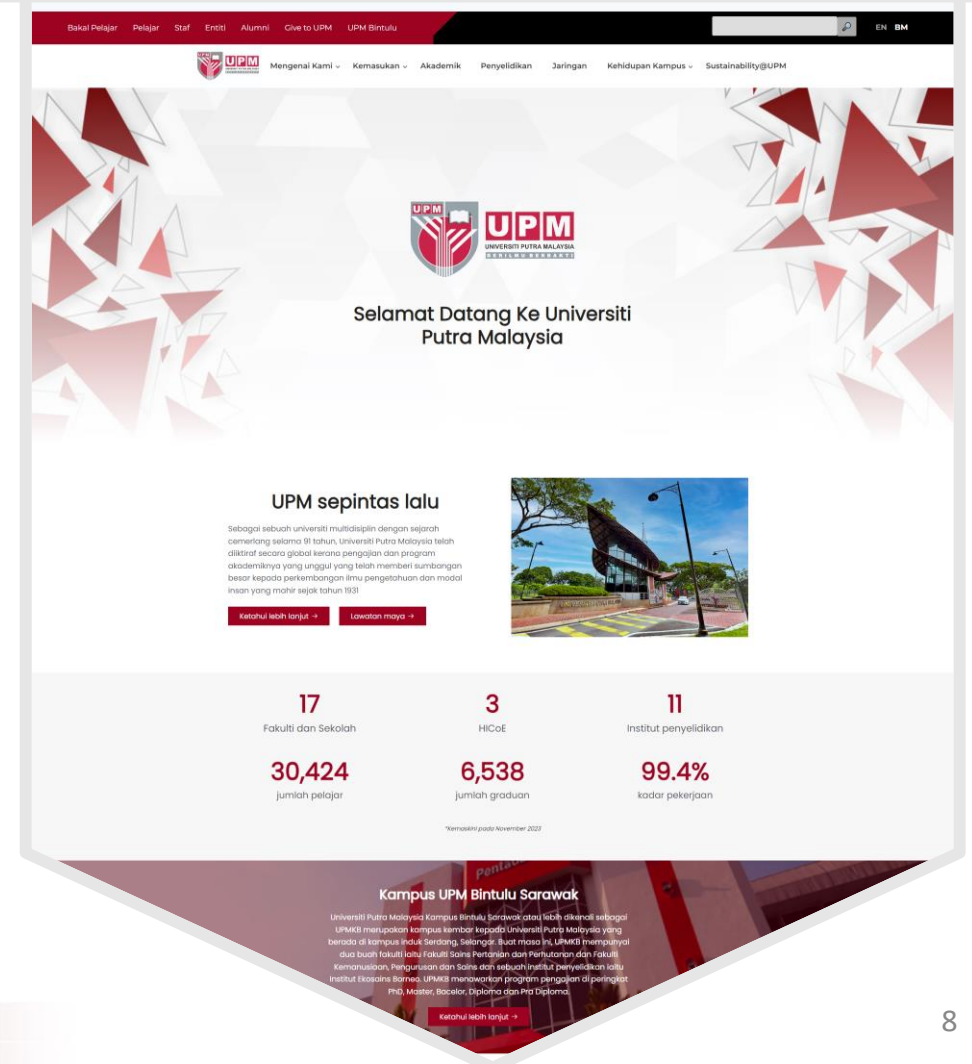 Bakal Pelajar Pelajar Staf Entiti Alumni Give to UPM UPM Bintulu EN BM
UPM UPM Mengenai Kami Kemasukan Akademik Penyelidikan Jaringan Kehidupan Kampus Sustainability@UPM
UPM
UPM
UNIVERSITI PUTRA MALAYSIA
BERILMU BERBAKTI
Selamat Datang Ke Universiti
Putra Malaysia
UPM sepintas lalu
Sebagai sebuah universiti multidisiplin dengan sejarah
cemerlang selama 91 tahun, Universiti Putra Malaysia telah
diiktiraf secara global kerana pengajian dan program
akademiknya yang unggul yang telah memberi sumbangan
besar kepada perkembangan ilmu pengetahuan dan modal
insan yang mahir sejak tahun 1931
Ketahui lebih lanjut → Lawatan maya →
17 3 11
Fakulti dan Sekolah HICoE Institut penyelidikan
30,424 6,538 99.4%
jumlah pelajar jumlah graduan kadar pekerjaan
*Kemaskini pada November 2023
Kampus UPM Bintulu Sarawak
Universiti Putra Malaysia Kampus Bintulu Sarawak atau lebih dikenali sebagai
UPMKB merupakan kampus kembar kepada Universiti Putra Malaysia yang
berada di kampus induk Serdang, Selangor. Buat masa ini, UPMKB mempunyai
dua buah fakulti iaitu Fakulti Sains Pertanian dan Perhutanan dan Fakulti
Kemanusiaan, Pengurusan dan Sains dan sebuah institut penyelidikan iaitu
Institut Ekosains Borneo. UPMKB menawarkan program pengajian di peringkat
PhD, Master, Bacelor, Diploma dan Pra Diploma.
Ketahui lebih lanjut →
8